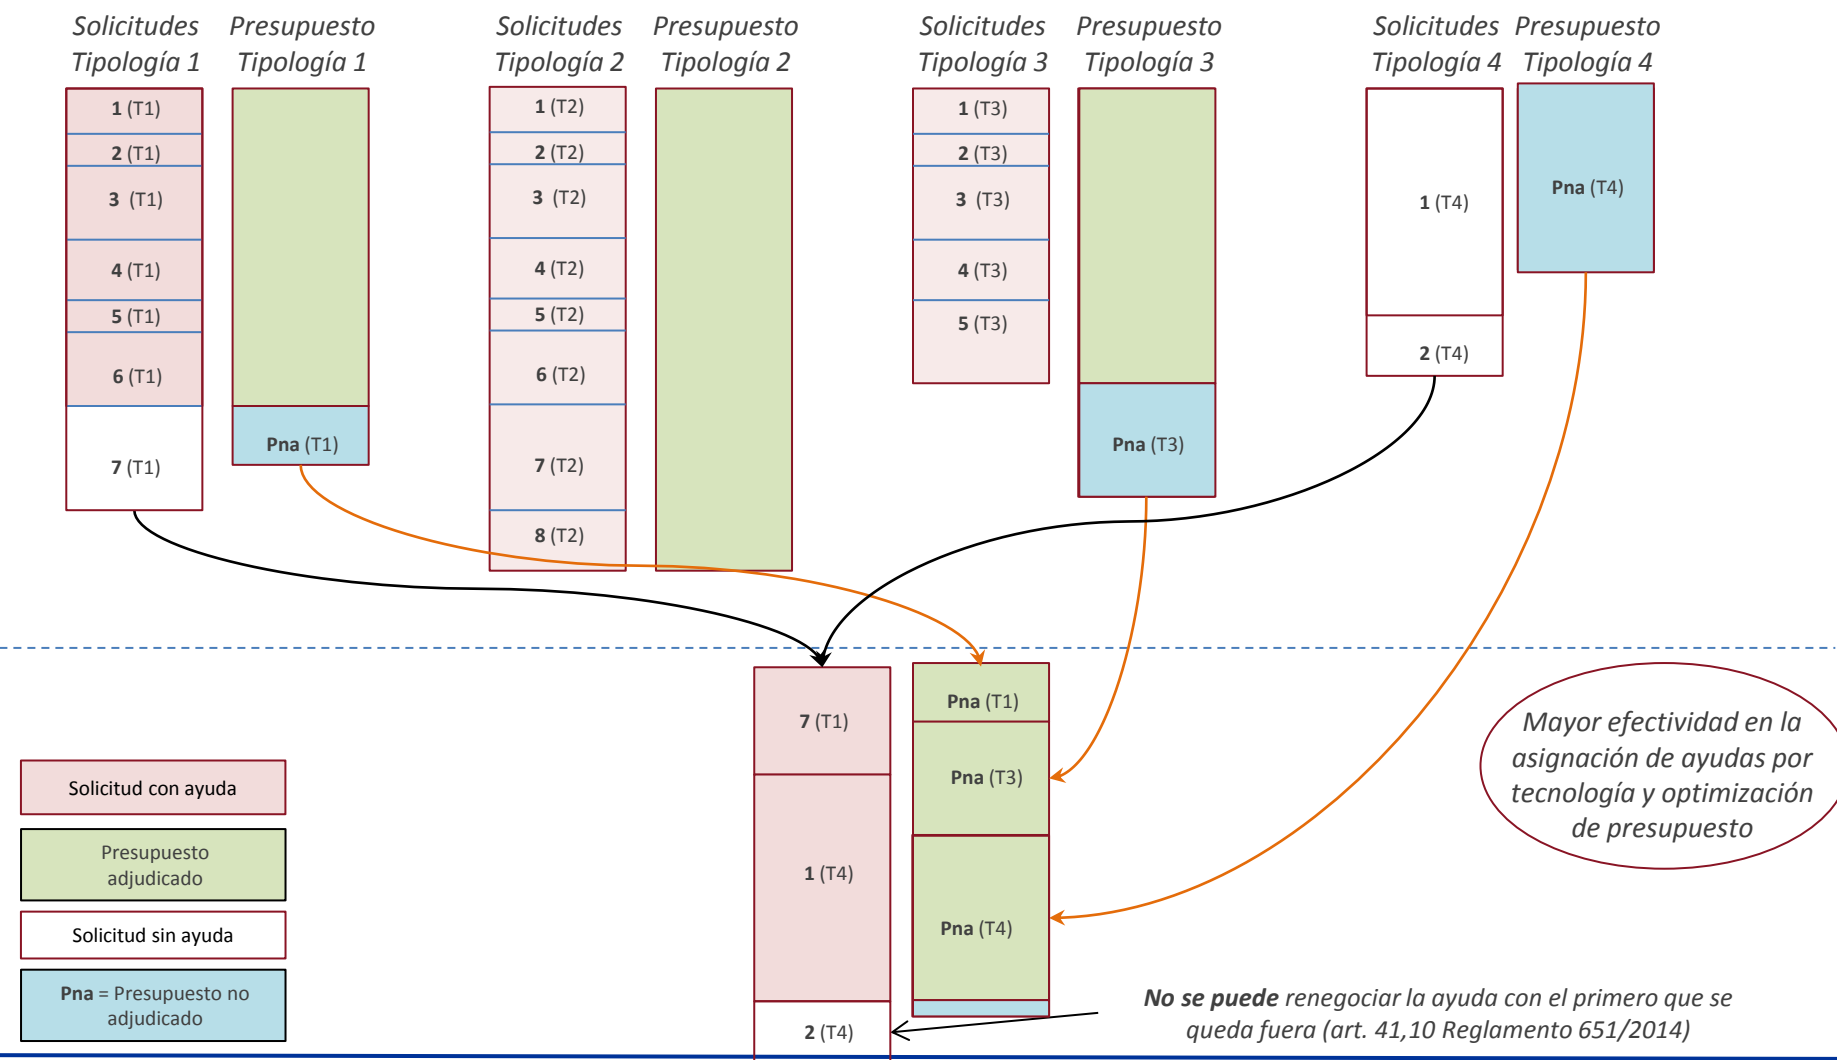 Solicitudes
Tipología 1
Presupuesto
Tipología 1
Solicitudes
Tipología 2
Presupuesto
Tipología 2
Solicitudes
Tipología 3
Presupuesto
Tipología 3
Solicitudes
Tipología 4
Presupuesto
Tipología 4
1 (T1)
2 (T1)
3 (T1)
4 (T1)
5 (T1)
6 (T1)
7 (T1)
Pna (T1)
1 (T2)
2 (T2)
3 (T2)
4 (T2)
5 (T2)
6 (T2)
7 (T2)
8 (T2)
1 (T3)
2 (T3)
3 (T3)
4 (T3)
5 (T3)
Pna (T3)
1 (T4)
2 (T4)
Pna (T4)
7 (T1)
1 (T4)
2 (T4)
Pna (T1)
Pna (T3)
Pna (T4)
Mayor efectividad en la
asignación de ayudas por
tecnología y optimización
de presupuesto
Solicitud con ayuda
Presupuesto
adjudicado
Solicitud sin ayuda
Pna = Presupuesto no
adjudicado
No se puede renegociar la ayuda con el primero que se
queda fuera (art. 41,10 Reglamento 651/2014)